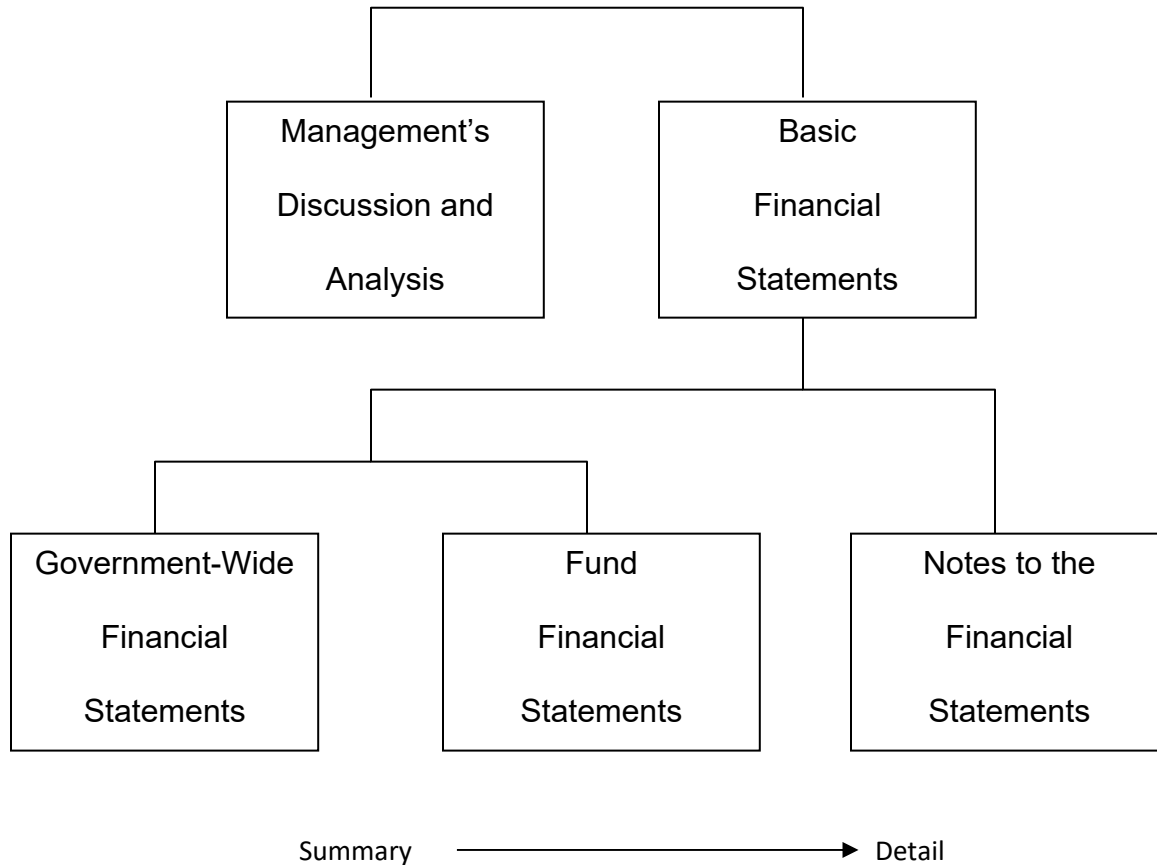 Management’s
Discussion and
Analysis
Basic
Financial
Statements
Government-Wide
Financial
Statements
Fund
Financial
Statements
Notes to the
Financial
Statements
Summary
Detail